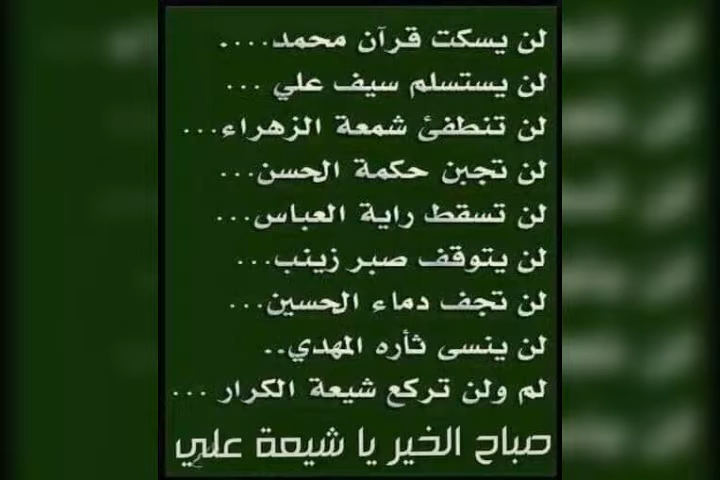 لن يسكت قرآن محمد....
لن يستسلم سيف علي ...
لن تنطفئ شمعة الزهراء...
لن تجبن حكمة الحسن...
لن تسقط راية العباس...
لن يتوقف صبر زينب...
لن تجف دماء الحسين...
لن ينسى ثأره المهدي..
لم ولن تركع شيعة الكرار ...
صباح الخير يا شيعة علي